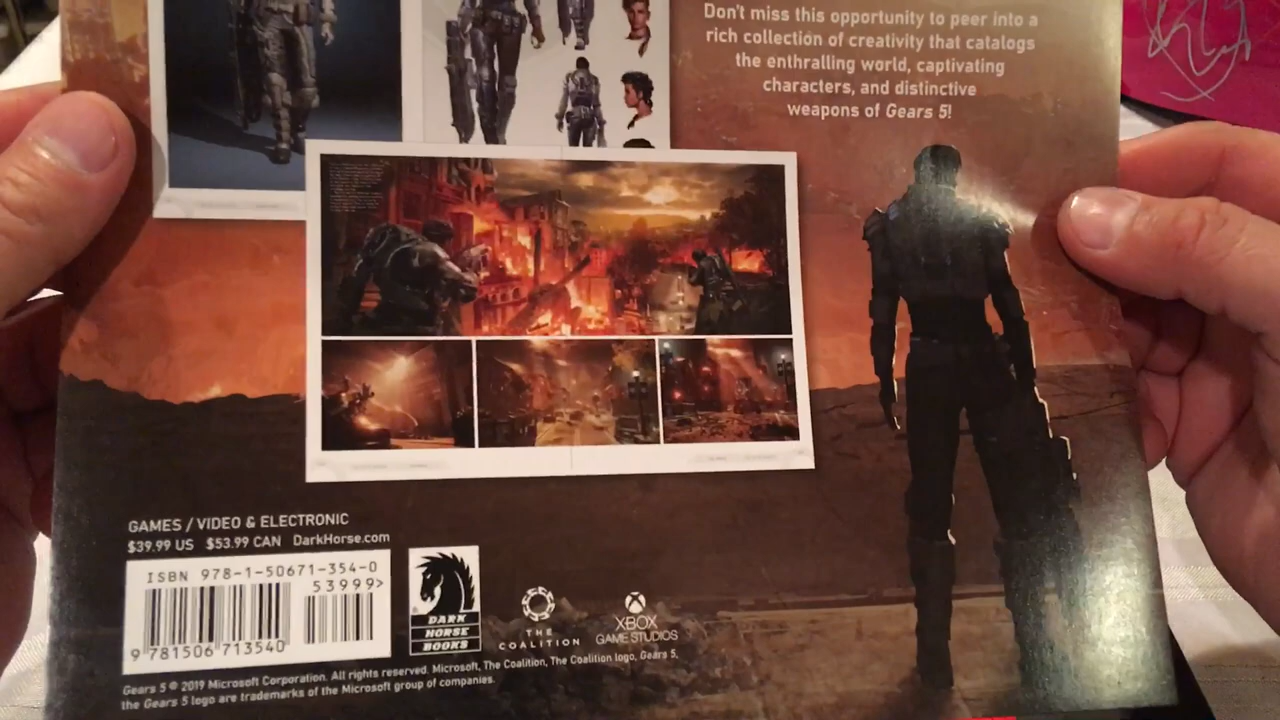 Don't miss this opportunity to peer into a
rich collection of creativity that catalogs
the enthralling world, captivating
characters, and distinctive
weapons of Gears 5!
GAMES / VIDEO & ELECTRONIC
$39.99 US $53.99 CAN DarkHorse.com
ISBN 978-1-50671-354-0
53999>
9 781506 713540
DARK
HORSE
BOOKS
THE
COALITION
XBOX
GAME STUDIOS
Gears 5 © 2019 Microsoft Corporation. All rights reserved. Microsoft, The Coalition, The Coalition logo, Gears 5,
the Gears 5 logo are trademarks of the Microsoft group of companies.